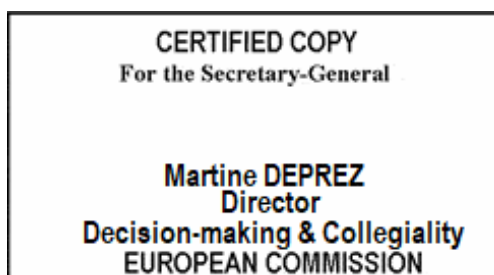 CERTIFIED COPY
For the Secretary-General
Martine DEPREZ
Director
Decision-making & Collegiality
EUROPEAN COMMISSION